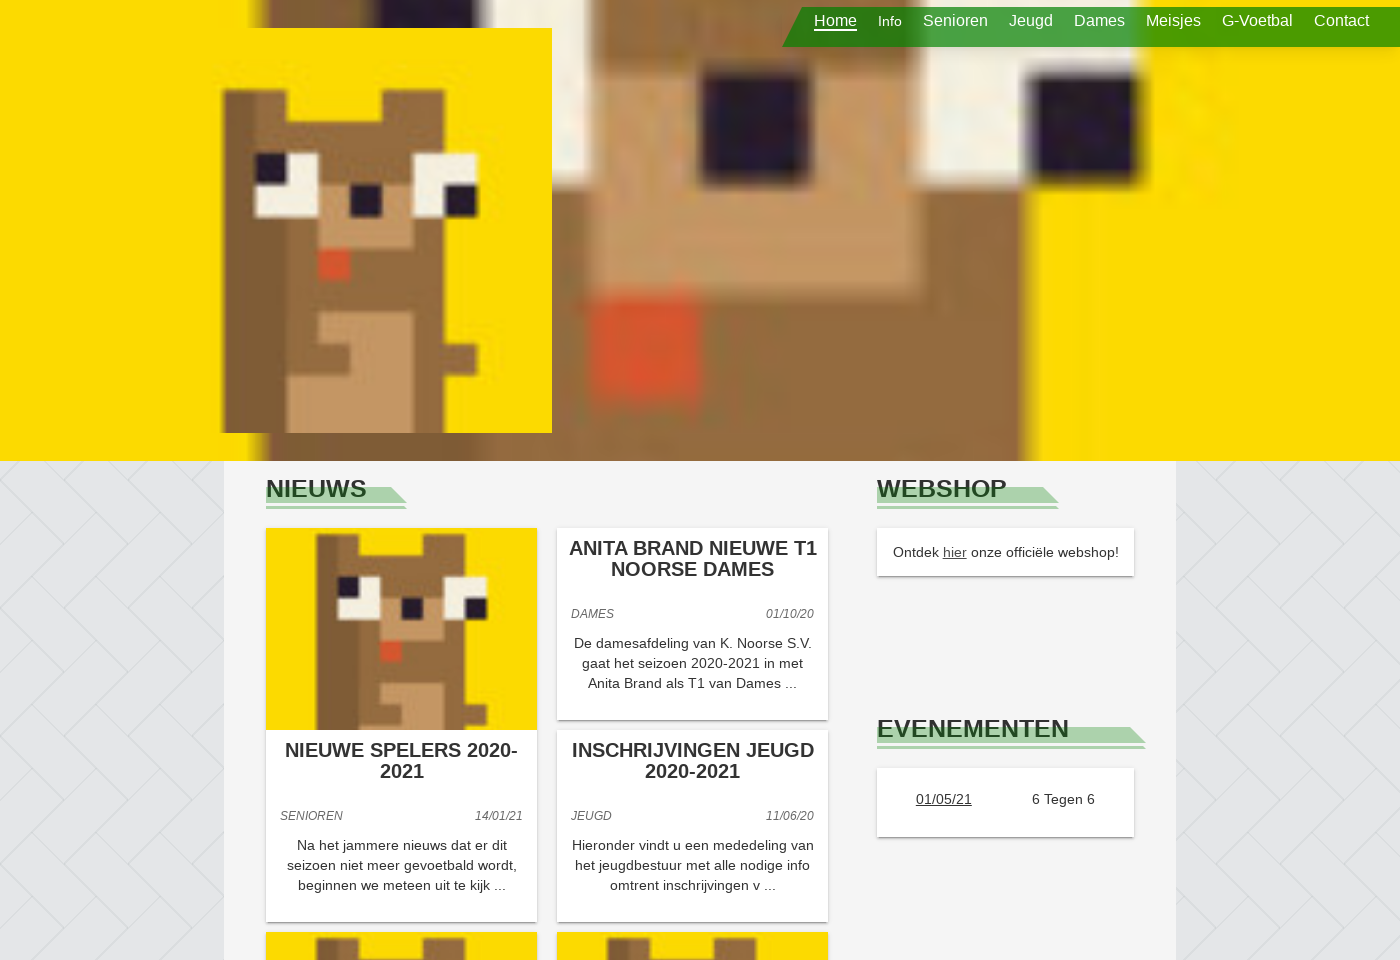 Home Info Senioren Jeugd Dames Meisjes G-Voetbal Contact
NIEUWS
NIEUWE SPELERS 2020-
2021
SENIOREN 14/01/21
Na het jammere nieuws dat er dit
seizoen niet meer gevoetbald wordt,
beginnen we meteen uit te kijk ...
ANITA BRAND NIEUWE T1
NOORSE DAMES
DAMES 01/10/20
De damesafdeling van K. Noorse S.V.
gaat het seizoen 2020-2021 in met
Anita Brand als T1 van Dames ...
INSCHRIJVINGEN JEUGD
2020-2021
JEUGD 11/06/20
Hieronder vindt u een mededeling van
het jeugdbestuur met alle nodige info
omtrent inschrijvingen v ...
WEBSHOP
Ontdek hier onze officiële webshop!
EVENEMENTEN
01/05/21 6 Tegen 6